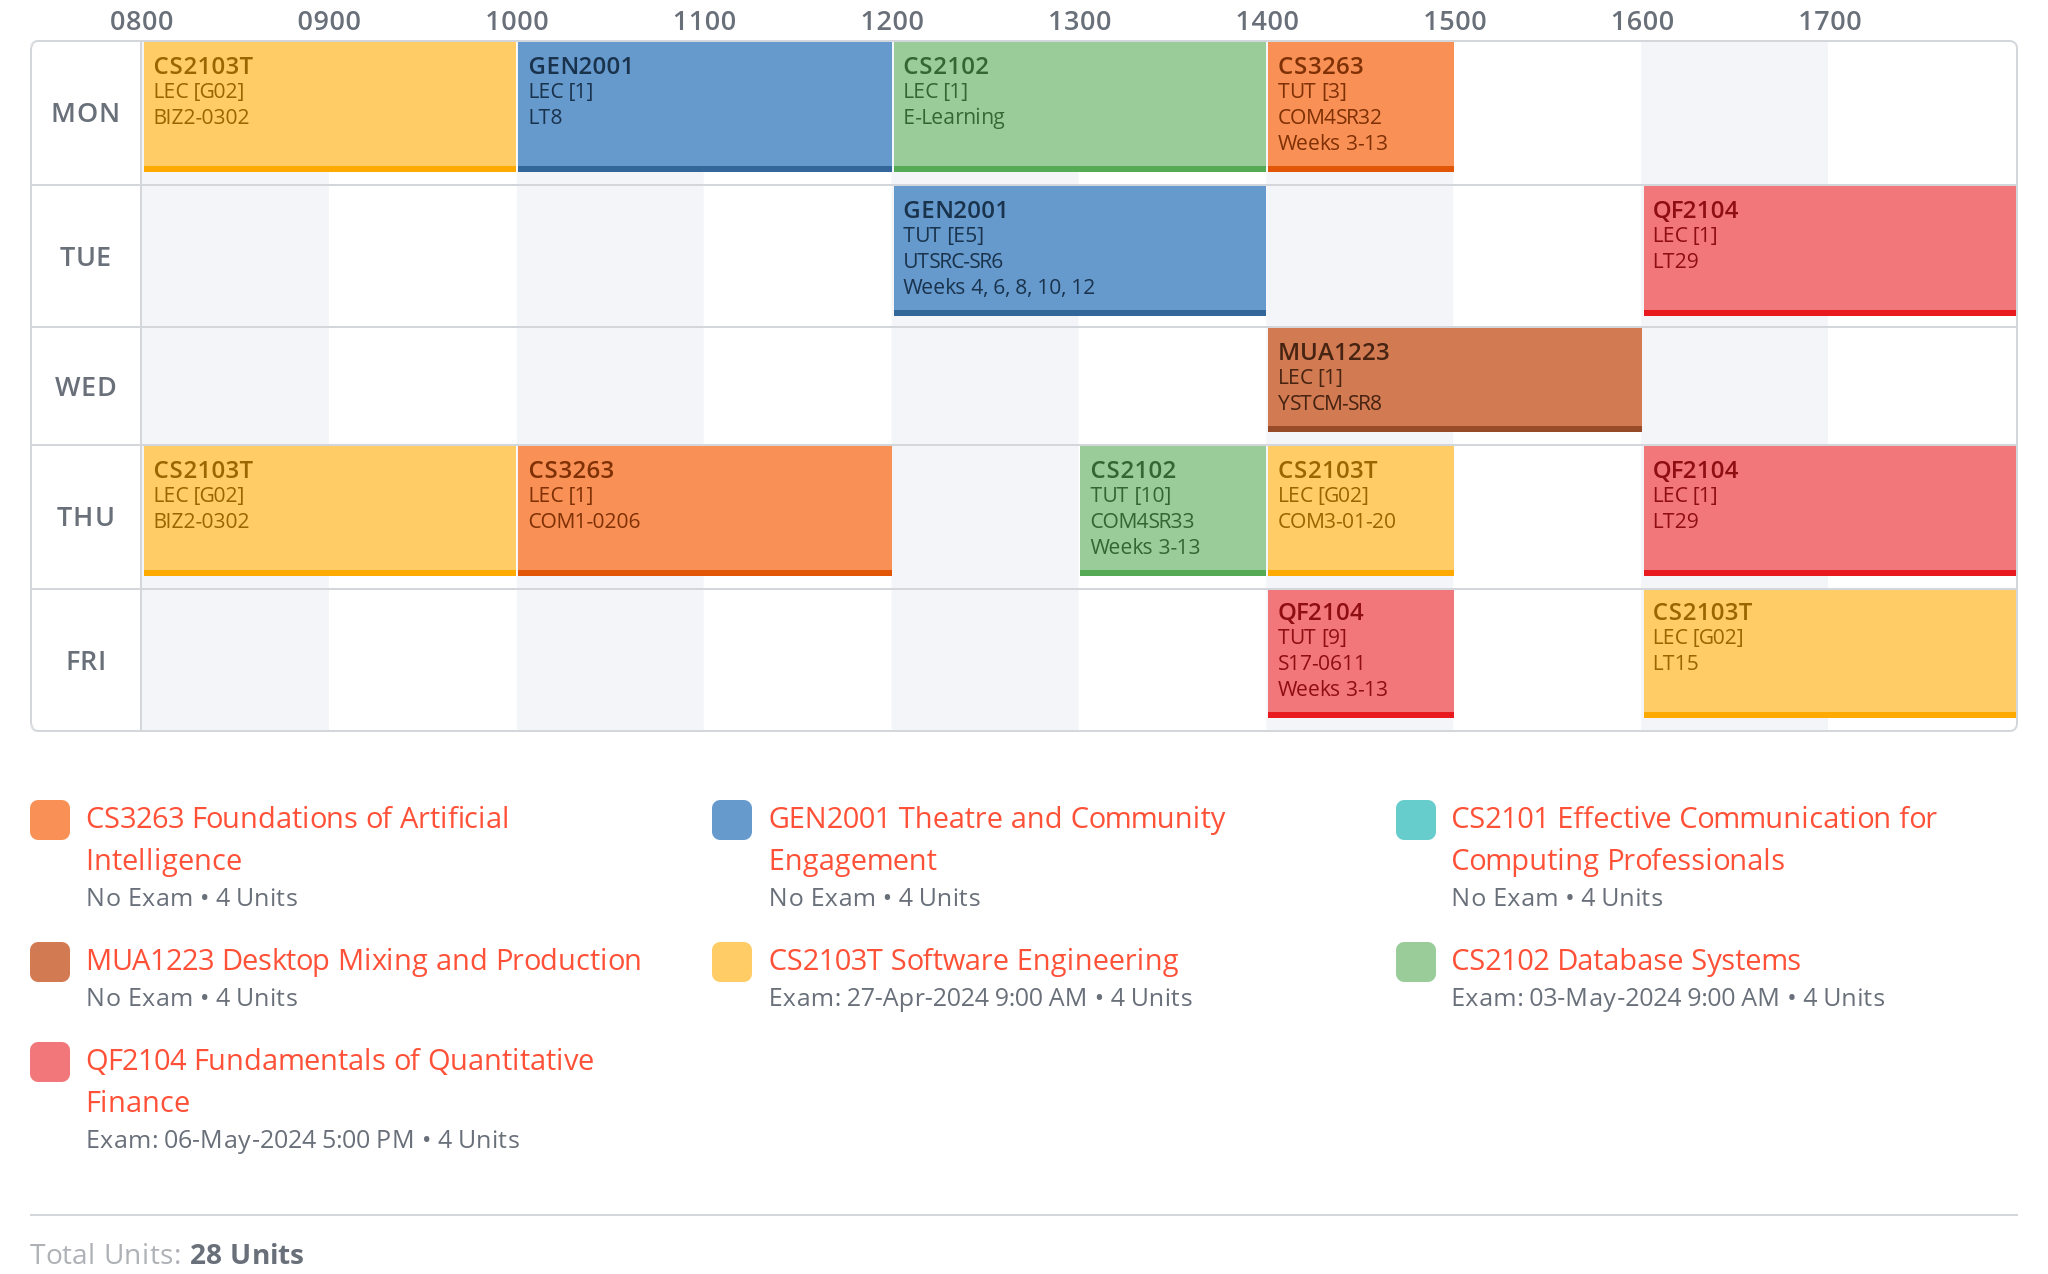 0800 0900 1000 1100 1200 1300 1400 1500 1600 1700
MON
CS2103T
LEC [G02]
BIZ2-0302
GEN2001
LEC [1]
LT8
CS2102
LEC [1]
E-Learning
CS3263
TUT [3]
COM4SR32
Weeks 3-13
TUE
GEN2001
TUT [E5]
UTSRC-SR6
Weeks 4, 6, 8, 10, 12
QF2104
LEC [1]
LT29
WED
MUA1223
LEC [1]
YSTCM-SR8
THU
CS2103T
LEC [G02]
BIZ2-0302
CS3263
LEC [1]
COM1-0206
CS2102
TUT [10]
COM4SR33
Weeks 3-13
CS2103T
LEC [G02]
COM3-01-20
QF2104
LEC [1]
LT29
FRI
QF2104
TUT [9]
S17-0611
Weeks 3-13
CS2103T
LEC [G02]
LT15
CS3263 Foundations of Artificial
Intelligence
No Exam • 4 Units
GEN2001 Theatre and Community
Engagement
No Exam • 4 Units
CS2101 Effective Communication for
Computing Professionals
No Exam • 4 Units
MUA1223 Desktop Mixing and Production
No Exam • 4 Units
CS2103T Software Engineering
Exam: 27-Apr-2024 9:00 AM • 4 Units
CS2102 Database Systems
Exam: 03-May-2024 9:00 AM • 4 Units
QF2104 Fundamentals of Quantitative
Finance
Exam: 06-May-2024 5:00 PM • 4 Units
Total Units: 28 Units